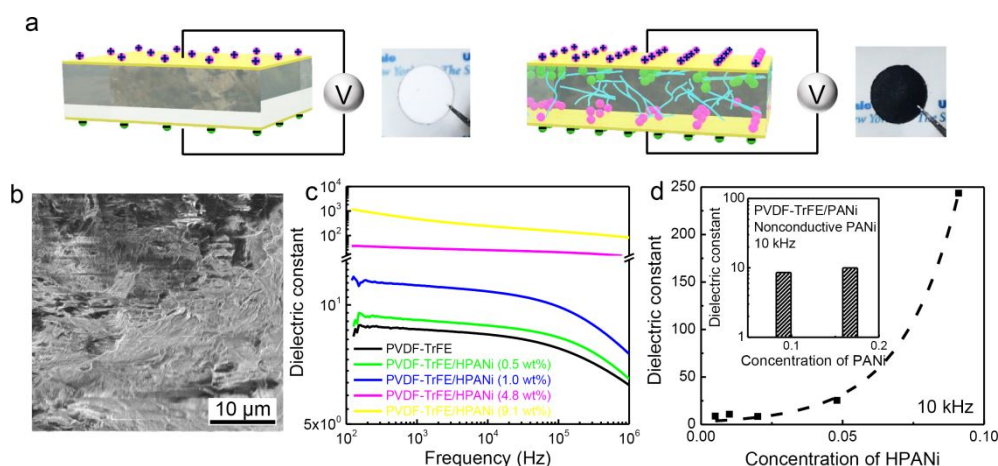 a
V
V
alo
U
New York
The S
b
10 µm
c
Dielectric constant
10⁴
10³
10²
10¹
5x10⁰
PVDF-TrFE
PVDF-TrFE/HPANi (0.5 wt%)
PVDF-TrFE/HPANi (1.0 wt%)
PVDF-TrFE/HPANi (4.8 wt%)
PVDF-TrFE/HPANi (9.1 wt%)
10² 10³ 10⁴ 10⁵ 10⁶
Frequency (Hz)
d
Dielectric constant
250
200
150
100
50
0
PVDF-TrFE/PANi
Nonconductive PANi
10 kHz
Dielectric constant
100
10
1
0.1 0.2
Concentration of PANi
10 kHz
0.00 0.05 0.10
Concentration of HPANi